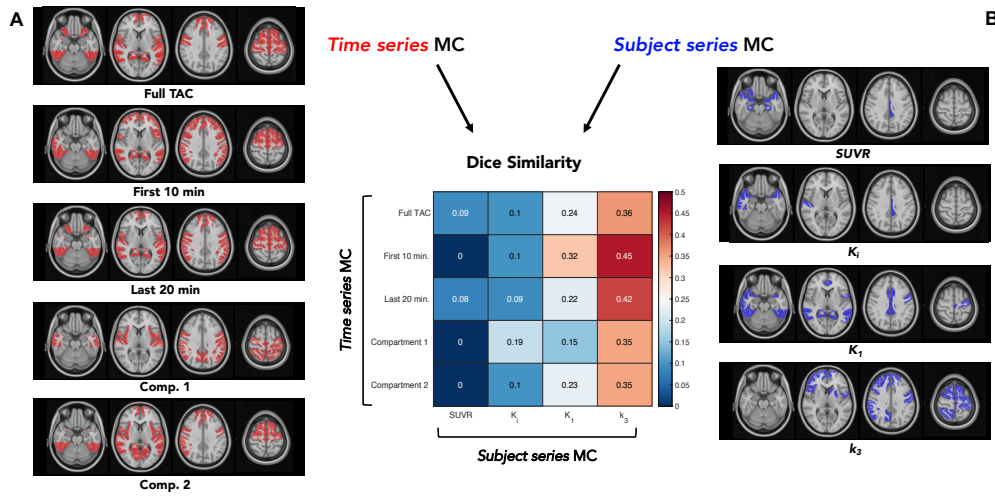 A
B
Time series MC
Subject series MC
Full TAC
First 10 min
Last 20 min
Comp. 1
Comp. 2
SUVR
Ki
K1
k3
Dice Similarity
Time series MC
Full TAC 0.09 0.1 0.24 0.36
First 10 min. 0 0.1 0.32 0.45
Last 20 min. 0.08 0.09 0.22 0.42
Compartment 1 0 0.19 0.15 0.35
Compartment 2 0 0.1 0.23 0.35
SUVR Ki K1 k3
0.5
0.45
0.4
0.35
0.3
0.25
0.2
0.15
0.1
0.05
0
Subject series MC